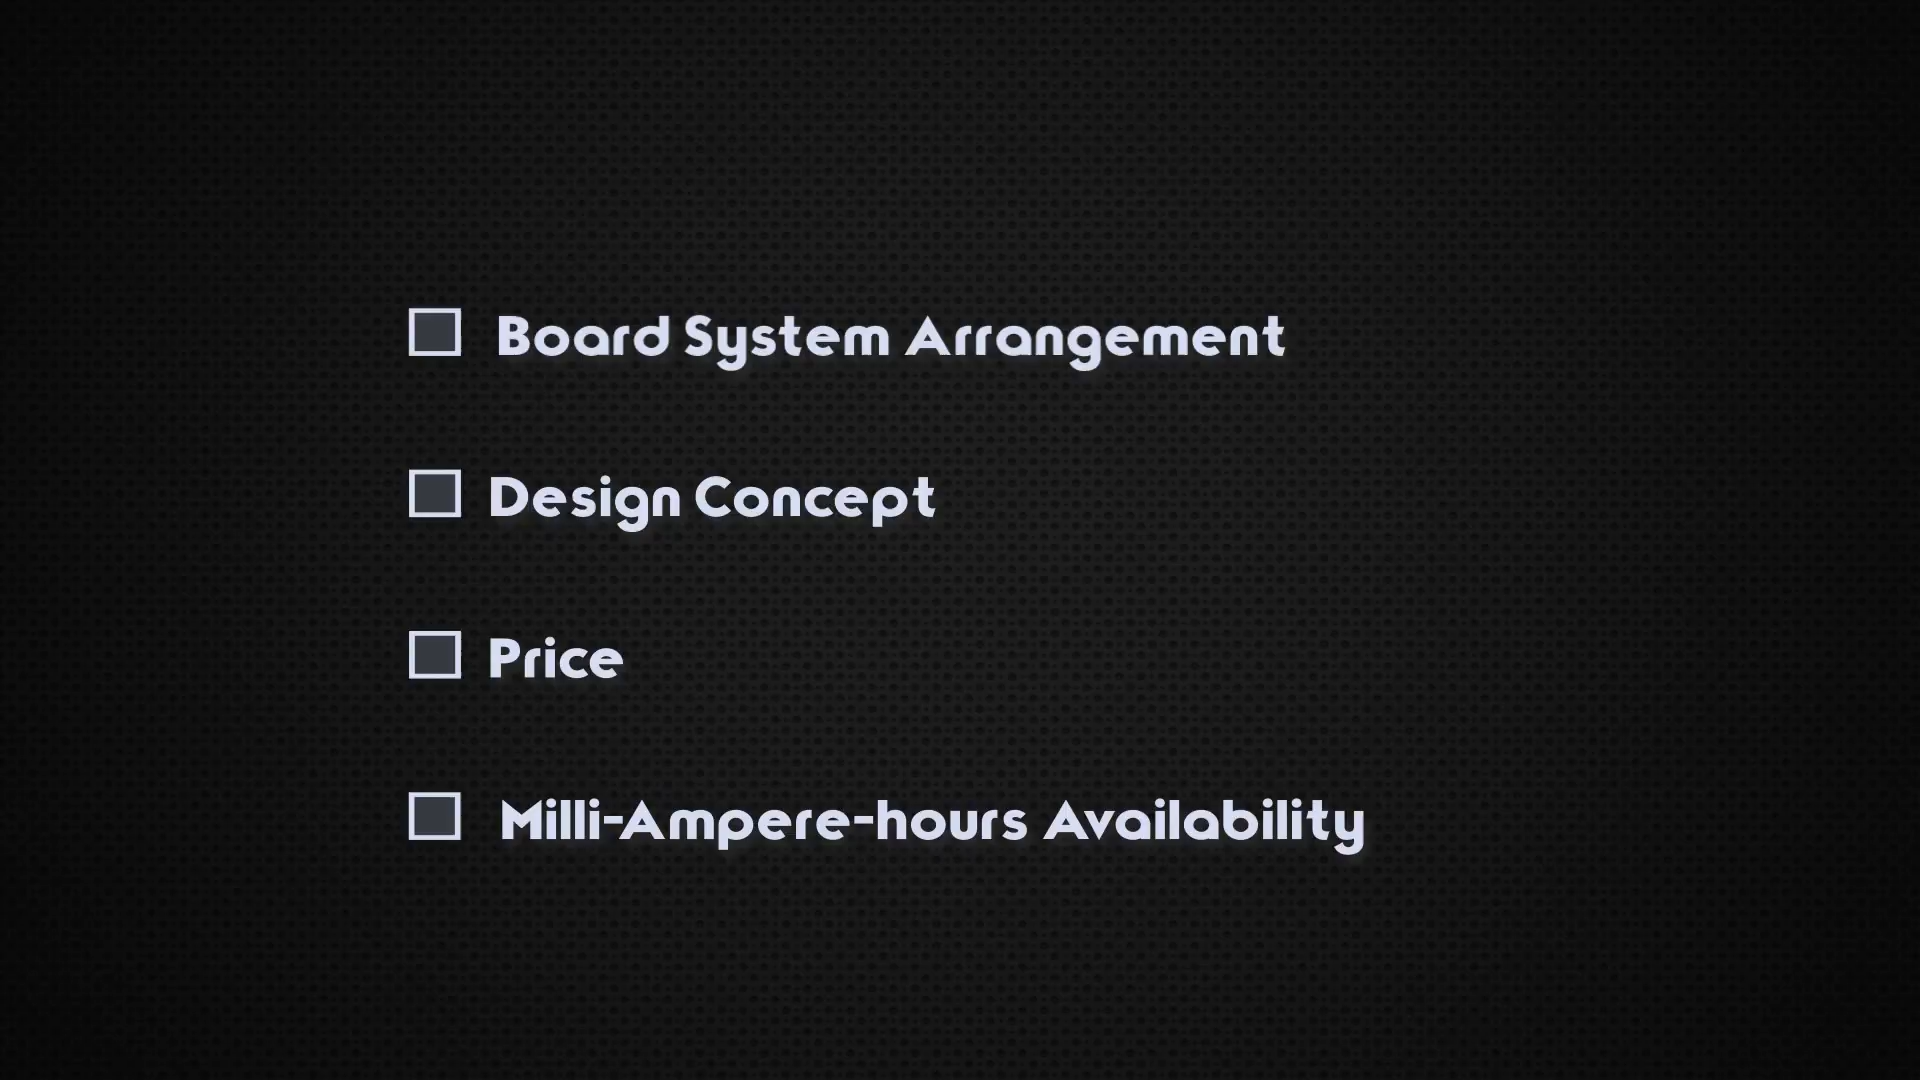 Board System Arrangement
Design Concept
Price
Milli-Ampere-hours Availability